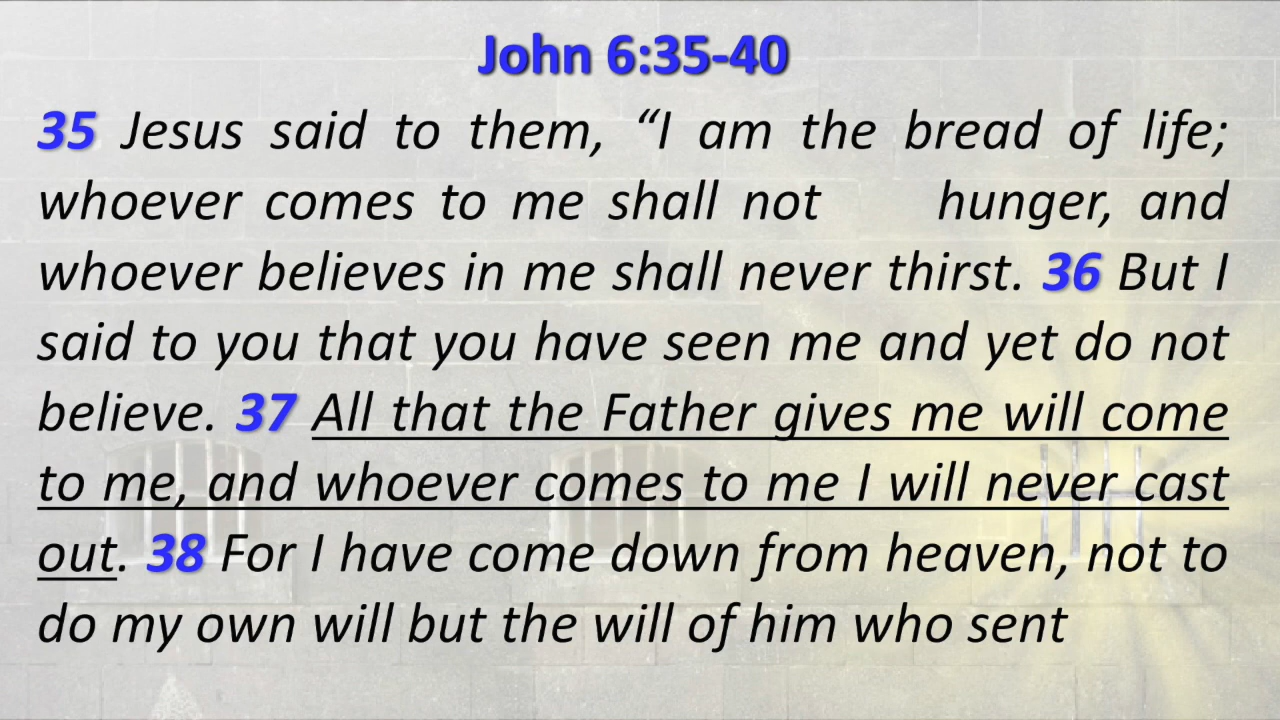 John 6:35-40
35 Jesus said to them, “I am the bread of life;
whoever comes to me shall not hunger, and
whoever believes in me shall never thirst. 36 But I
said to you that you have seen me and yet do not
believe. 37 All that the Father gives me will come
to me, and whoever comes to me I will never cast
out. 38 For I have come down from heaven, not to
do my own will but the will of him who sent